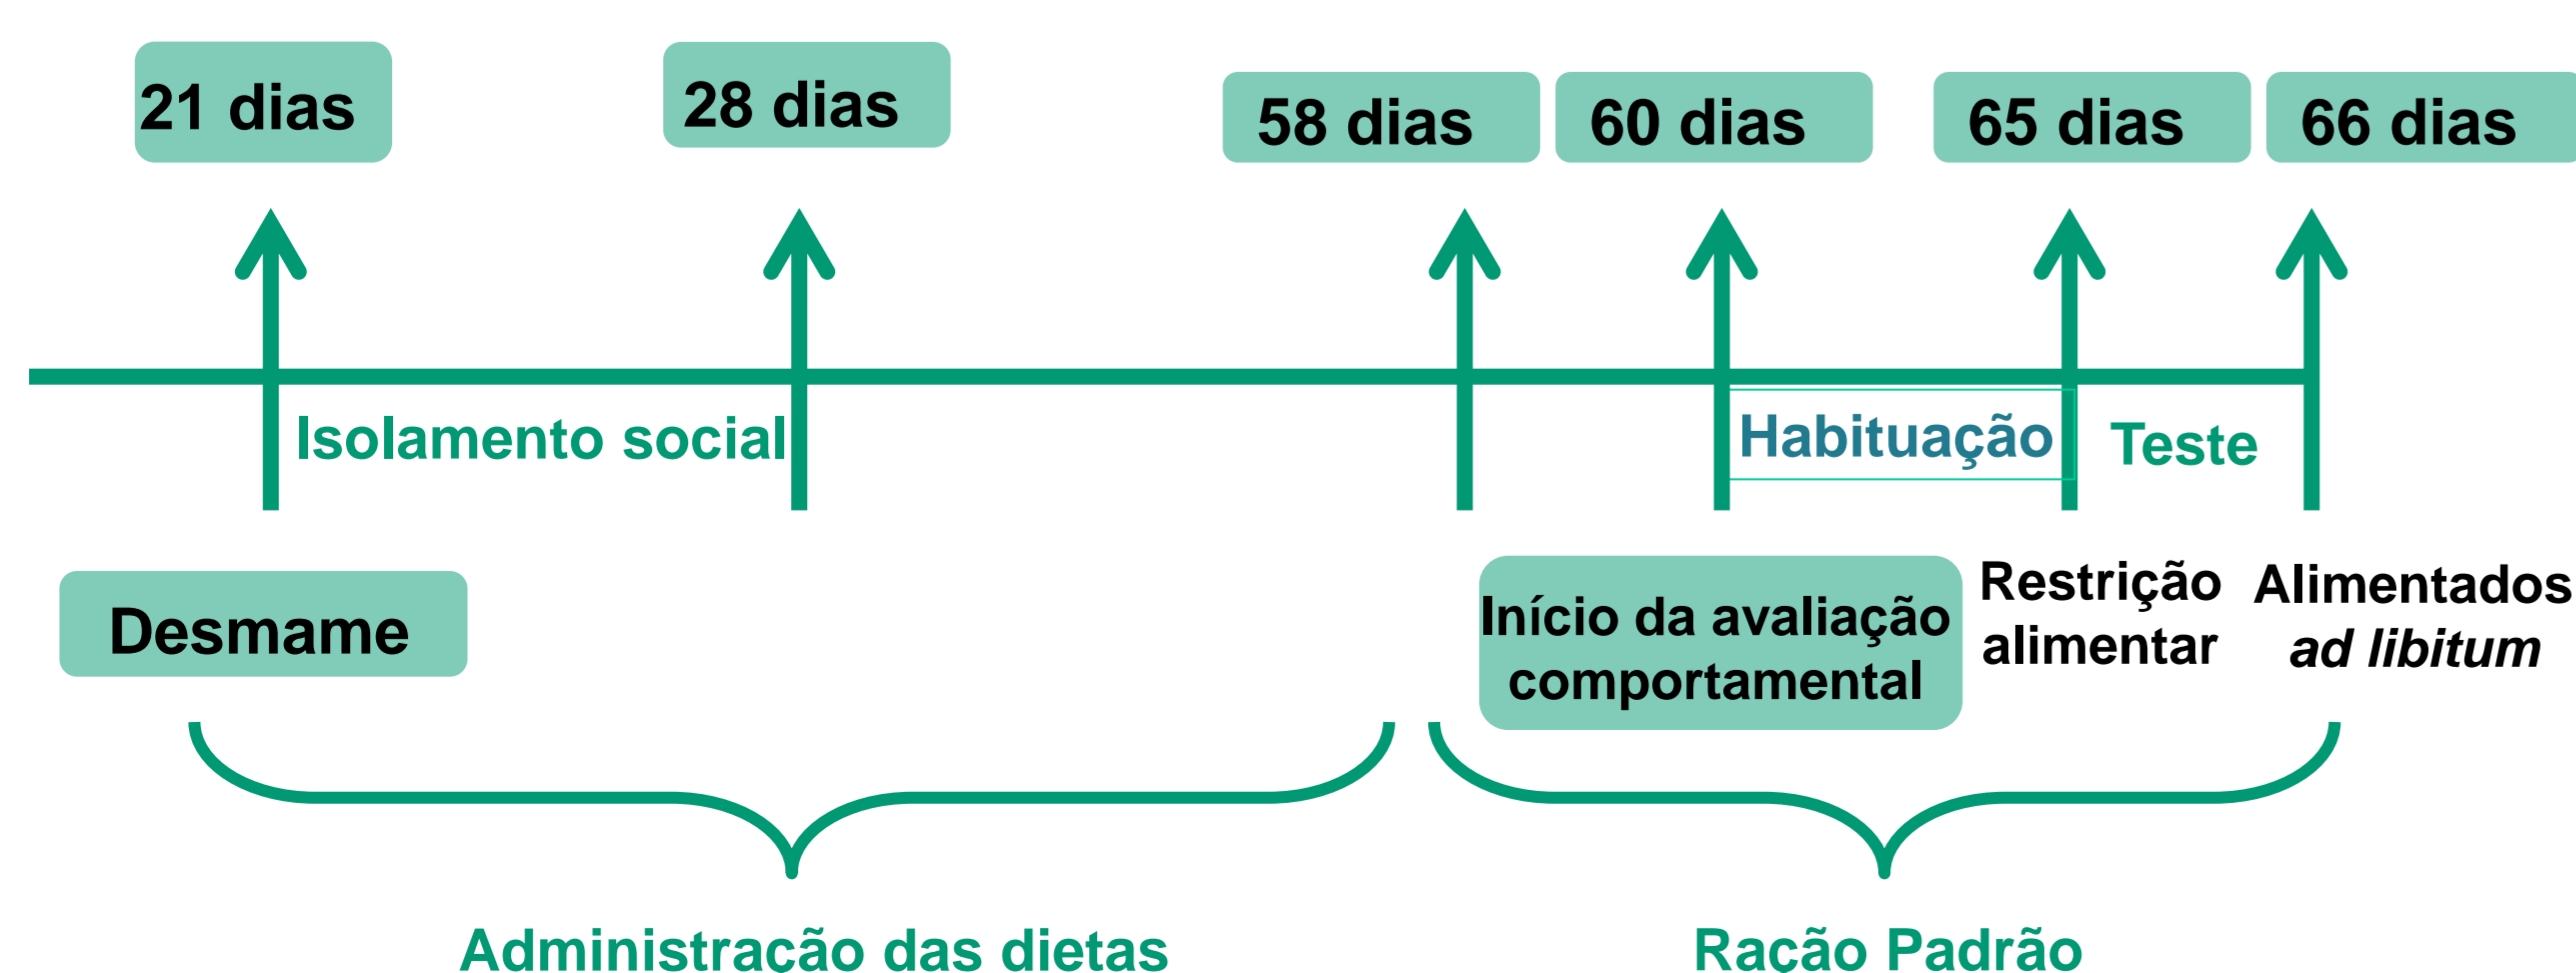 21 dias
28 dias
58 dias
60 dias
65 dias
66 dias
Isolamento social
Habituação
Teste
Desmame
Início da avaliação
comportamental
Restrição
alimentar
Alimentados
ad libitum
Administração das dietas
Ração Padrão